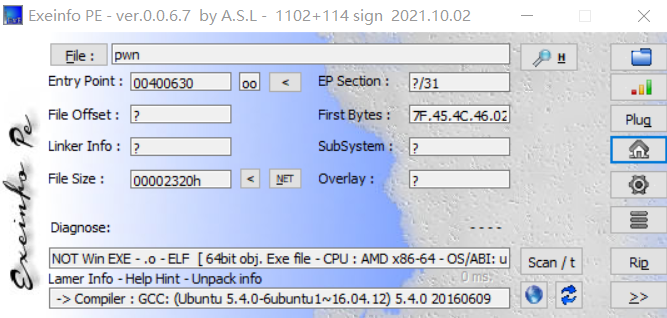 Exeinfo PE - ver.0.0.6.7 by A.S.L - 1102+114 sign 2021.10.02
File : pwn H
Entry Point : 00400630 oo < EP Section : ?/31
File Offset : ? First Bytes : 7F.45.4C.46.02 Plug
Linker Info : ? SubSystem : ?
File Size : 00002320h < NET Overlay : ?
Diagnose: ----
NOT Win EXE - .o - ELF [ 64bit obj. Exe file - CPU : AMD x86-64 - OS/ABI: u Scan / t Rip
Lamer Info - Help Hint - Unpack info 0 ms.
-> Compiler : GCC: (Ubuntu 5.4.0-6ubuntu1~16.04.12) 5.4.0 20160609 >>
Exeinfo Pe